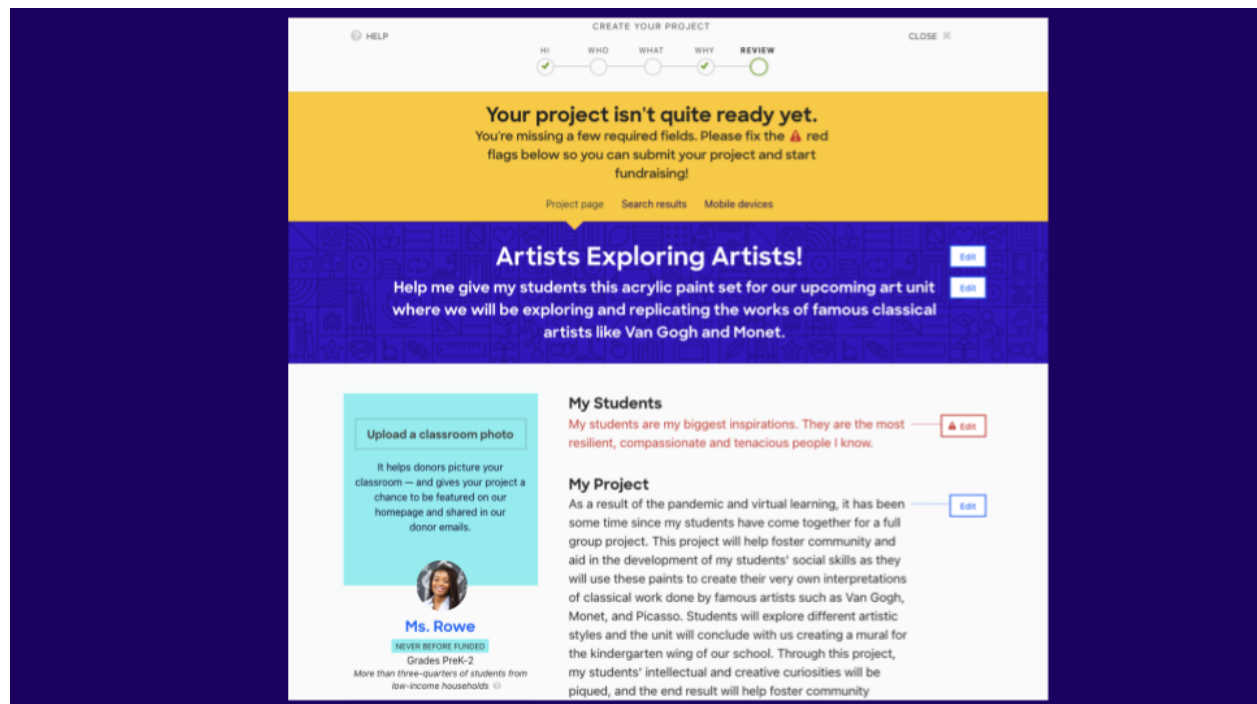 HELP
CREATE YOUR PROJECT
CLOSE
HI WHO WHAT WHY REVIEW
Your project isn't quite ready yet.
You're missing a few required fields. Please fix the red
flags below so you can submit your project and start
fundraising!
Project page Search results Mobile devices
Artists Exploring Artists!
Edit
Help me give my students this acrylic paint set for our upcoming art unit
where we will be exploring and replicating the works of famous classical
artists like Van Gogh and Monet.
Edit
Upload a classroom photo
It helps donors picture your
classroom — and gives your project a
chance to be featured on our
homepage and shared in our
donor emails.
Ms. Rowe
NEVER BEFORE FUNDED
Grades PreK-2
More than three-quarters of students from
low-income households
My Students
My students are my biggest inspirations. They are the most
resilient, compassionate and tenacious people I know.
Edit
My Project
As a result of the pandemic and virtual learning, it has been
some time since my students have come together for a full
group project. This project will help foster community and
aid in the development of my students' social skills as they
will use these paints to create their very own interpretations
of classical work done by famous artists such as Van Gogh,
Monet, and Picasso. Students will explore different artistic
styles and the unit will conclude with us creating a mural for
the kindergarten wing of our school. Through this project,
my students' intellectual and creative curiosities will be
piqued, and the end result will help foster community
Edit